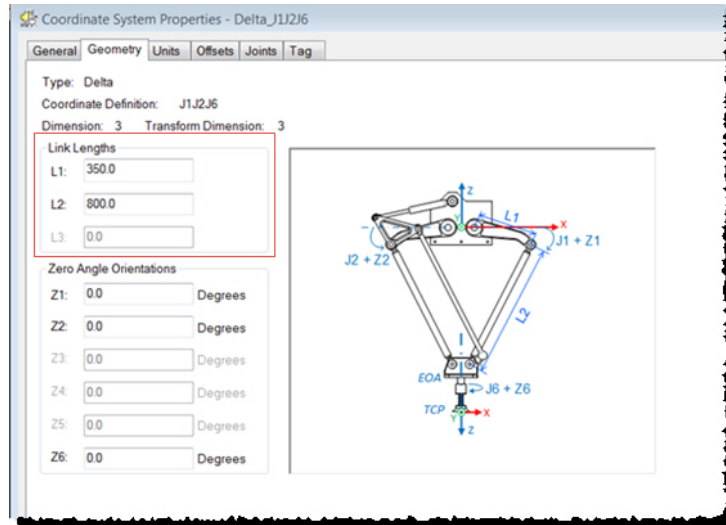 Coordinate System Properties - Delta_J1J2J6
General Geometry Units Offsets Joints Tag
Type: Delta
Coordinate Definition: J1J2J6
Dimension: 3 Transform Dimension: 3
Link Lengths
L1: 350.0
L2: 800.0
L3: 0.0
Zero Angle Orientations
Z1: 0.0 Degrees
Z2: 0.0 Degrees
Z3: 0.0 Degrees
Z4: 0.0 Degrees
Z5: 0.0 Degrees
Z6: 0.0 Degrees
z
L1
Y
X
J1 + Z1
J2 + Z2
L2
EOA
J6 + Z6
TCP
Y
X
z